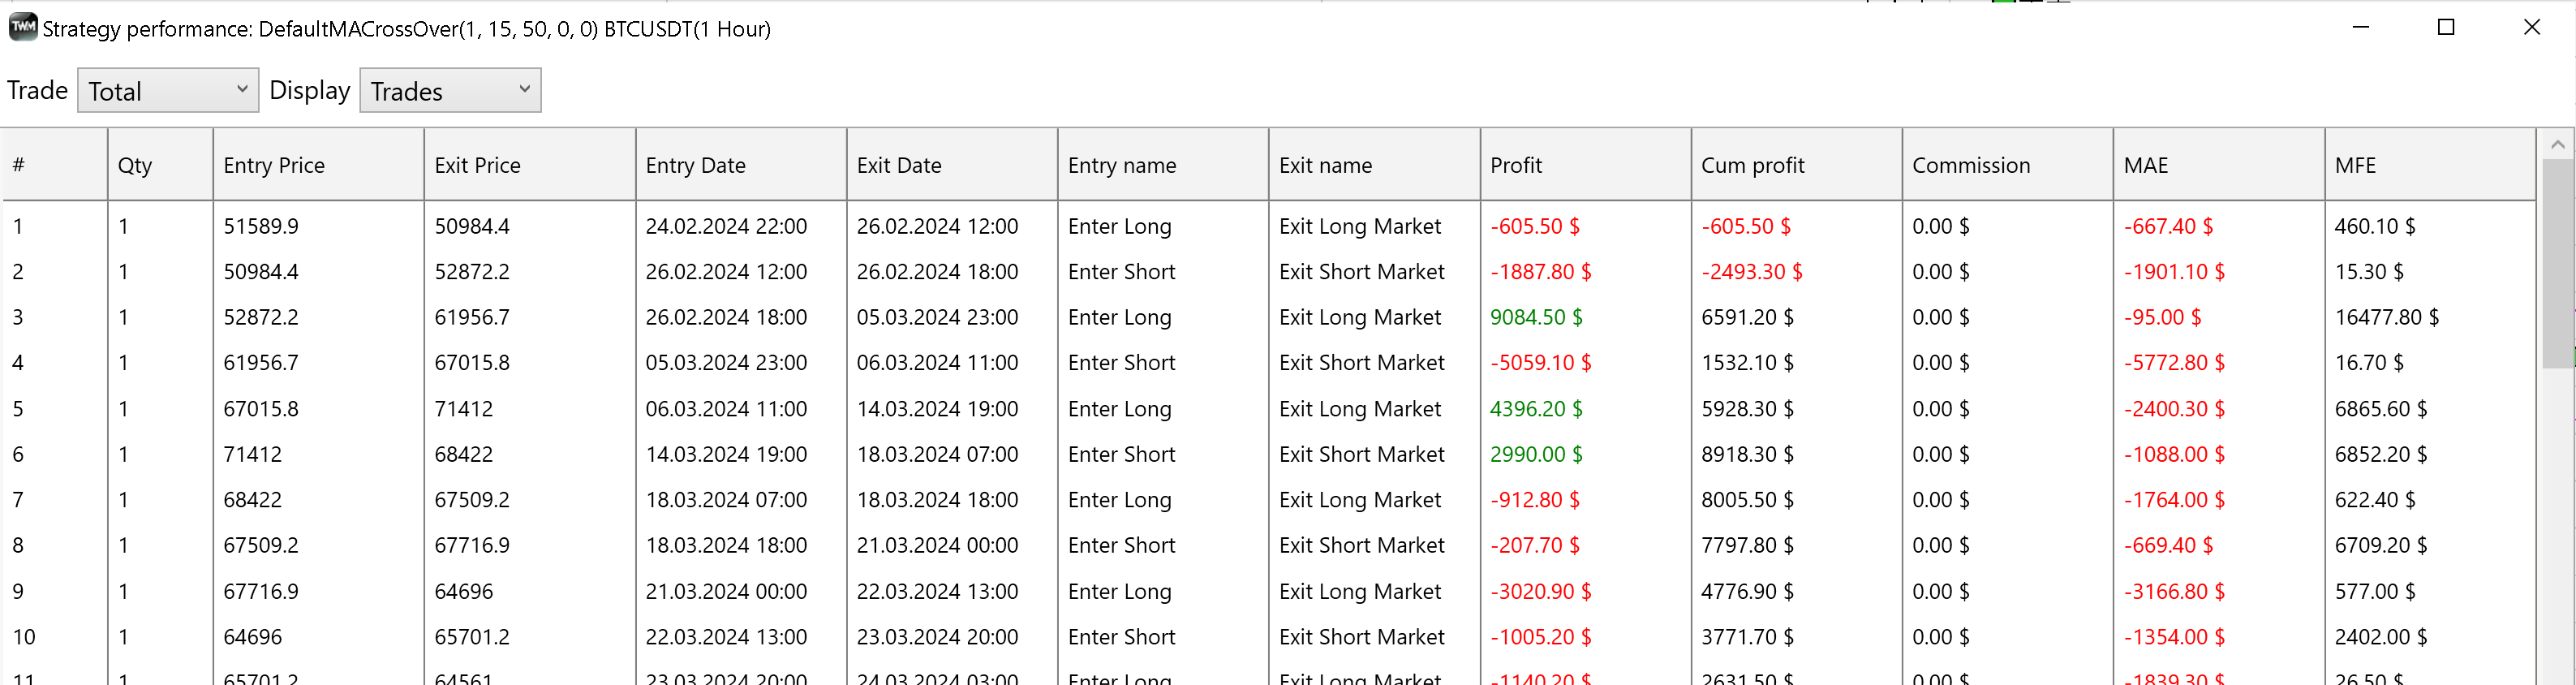 TWM Strategy performance: DefaultMACrossOver(1, 15, 50, 0, 0) BTCUSDT(1 Hour)
Trade Total Display Trades
# Qty Entry Price Exit Price Entry Date Exit Date Entry name Exit name Profit Cum profit Commission MAE MFE
1 1 51589.9 50984.4 24.02.2024 22:00 26.02.2024 12:00 Enter Long Exit Long Market -605.50 $ -605.50 $ 0.00 $ -667.40 $ 460.10 $
2 1 50984.4 52872.2 26.02.2024 12:00 26.02.2024 18:00 Enter Short Exit Short Market -1887.80 $ -2493.30 $ 0.00 $ -1901.10 $ 15.30 $
3 1 52872.2 61956.7 26.02.2024 18:00 05.03.2024 23:00 Enter Long Exit Long Market 9084.50 $ 6591.20 $ 0.00 $ -95.00 $ 16477.80 $
4 1 61956.7 67015.8 05.03.2024 23:00 06.03.2024 11:00 Enter Short Exit Short Market -5059.10 $ 1532.10 $ 0.00 $ -5772.80 $ 16.70 $
5 1 67015.8 71412 06.03.2024 11:00 14.03.2024 19:00 Enter Long Exit Long Market 4396.20 $ 5928.30 $ 0.00 $ -2400.30 $ 6865.60 $
6 1 71412 68422 14.03.2024 19:00 18.03.2024 07:00 Enter Short Exit Short Market 2990.00 $ 8918.30 $ 0.00 $ -1088.00 $ 6852.20 $
7 1 68422 67509.2 18.03.2024 07:00 18.03.2024 18:00 Enter Long Exit Long Market -912.80 $ 8005.50 $ 0.00 $ -1764.00 $ 622.40 $
8 1 67509.2 67716.9 18.03.2024 18:00 21.03.2024 00:00 Enter Short Exit Short Market -207.70 $ 7797.80 $ 0.00 $ -669.40 $ 6709.20 $
9 1 67716.9 64696 21.03.2024 00:00 22.03.2024 13:00 Enter Long Exit Long Market -3020.90 $ 4776.90 $ 0.00 $ -3166.80 $ 577.00 $
10 1 64696 65701.2 22.03.2024 13:00 23.03.2024 20:00 Enter Short Exit Short Market -1005.20 $ 3771.70 $ 0.00 $ -1354.00 $ 2402.00 $
11 1 65701.2 64561 23.03.2024 20:00 24.03.2024 03:00 Enter Long Exit Long Market -1140.20 $ 2631.50 $ 0.00 $ -1839.30 $ 26.50 $